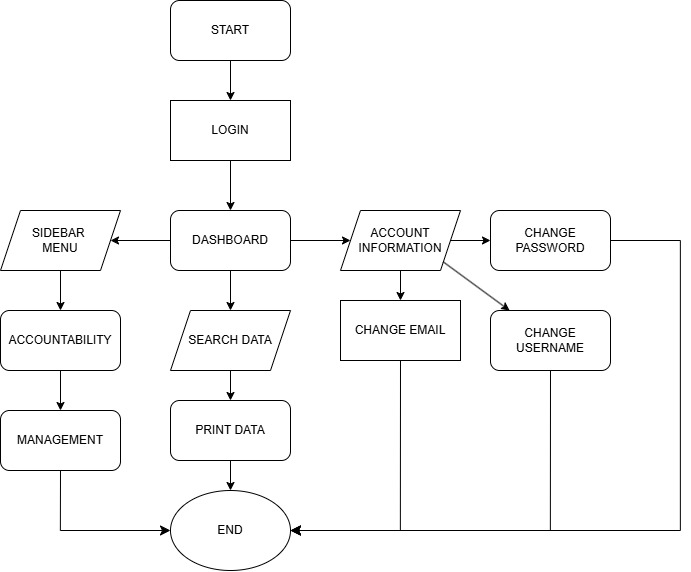 START
LOGIN
SIDEBAR
MENU
DASHBOARD
ACCOUNT
INFORMATION
CHANGE
PASSWORD
ACCOUNTABILITY
SEARCH DATA
CHANGE EMAIL
CHANGE
USERNAME
MANAGEMENT
PRINT DATA
END